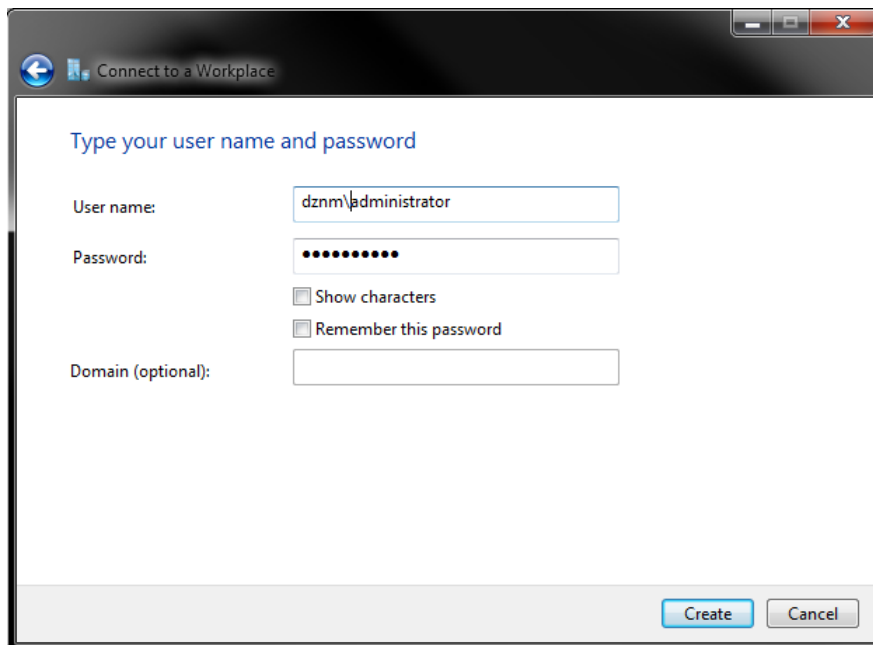 Connect to a Workplace
Type your user name and password
User name: dznm\administrator
Password: ●●●●●●●●●●
Show characters
Remember this password
Domain (optional):
Create Cancel